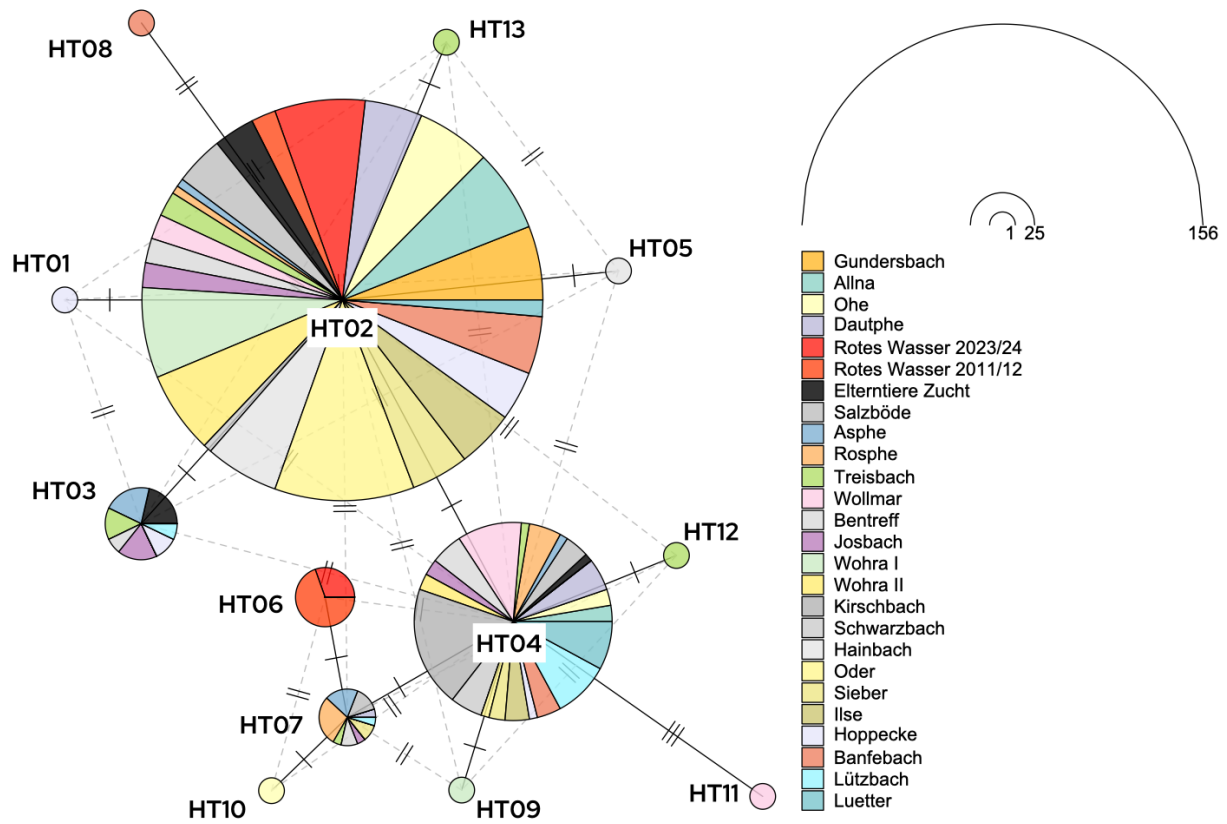 HT08
HT13
HT01
HT05
HT02
HT03
HT12
HT06
HT04
HT07
HT10
HT09
HT11
1 25 156
Gundersbach
Allna
Ohe
Dautphe
Rotes Wasser 2023/24
Rotes Wasser 2011/12
Elterntiere Zucht
Salzböde
Asphe
Rosphe
Treisbach
Wollmar
Bentreff
Josbach
Wohra I
Wohra II
Kirschbach
Schwarzbach
Hainbach
Oder
Sieber
Ilse
Hoppecke
Banfebach
Lützbach
Luetter